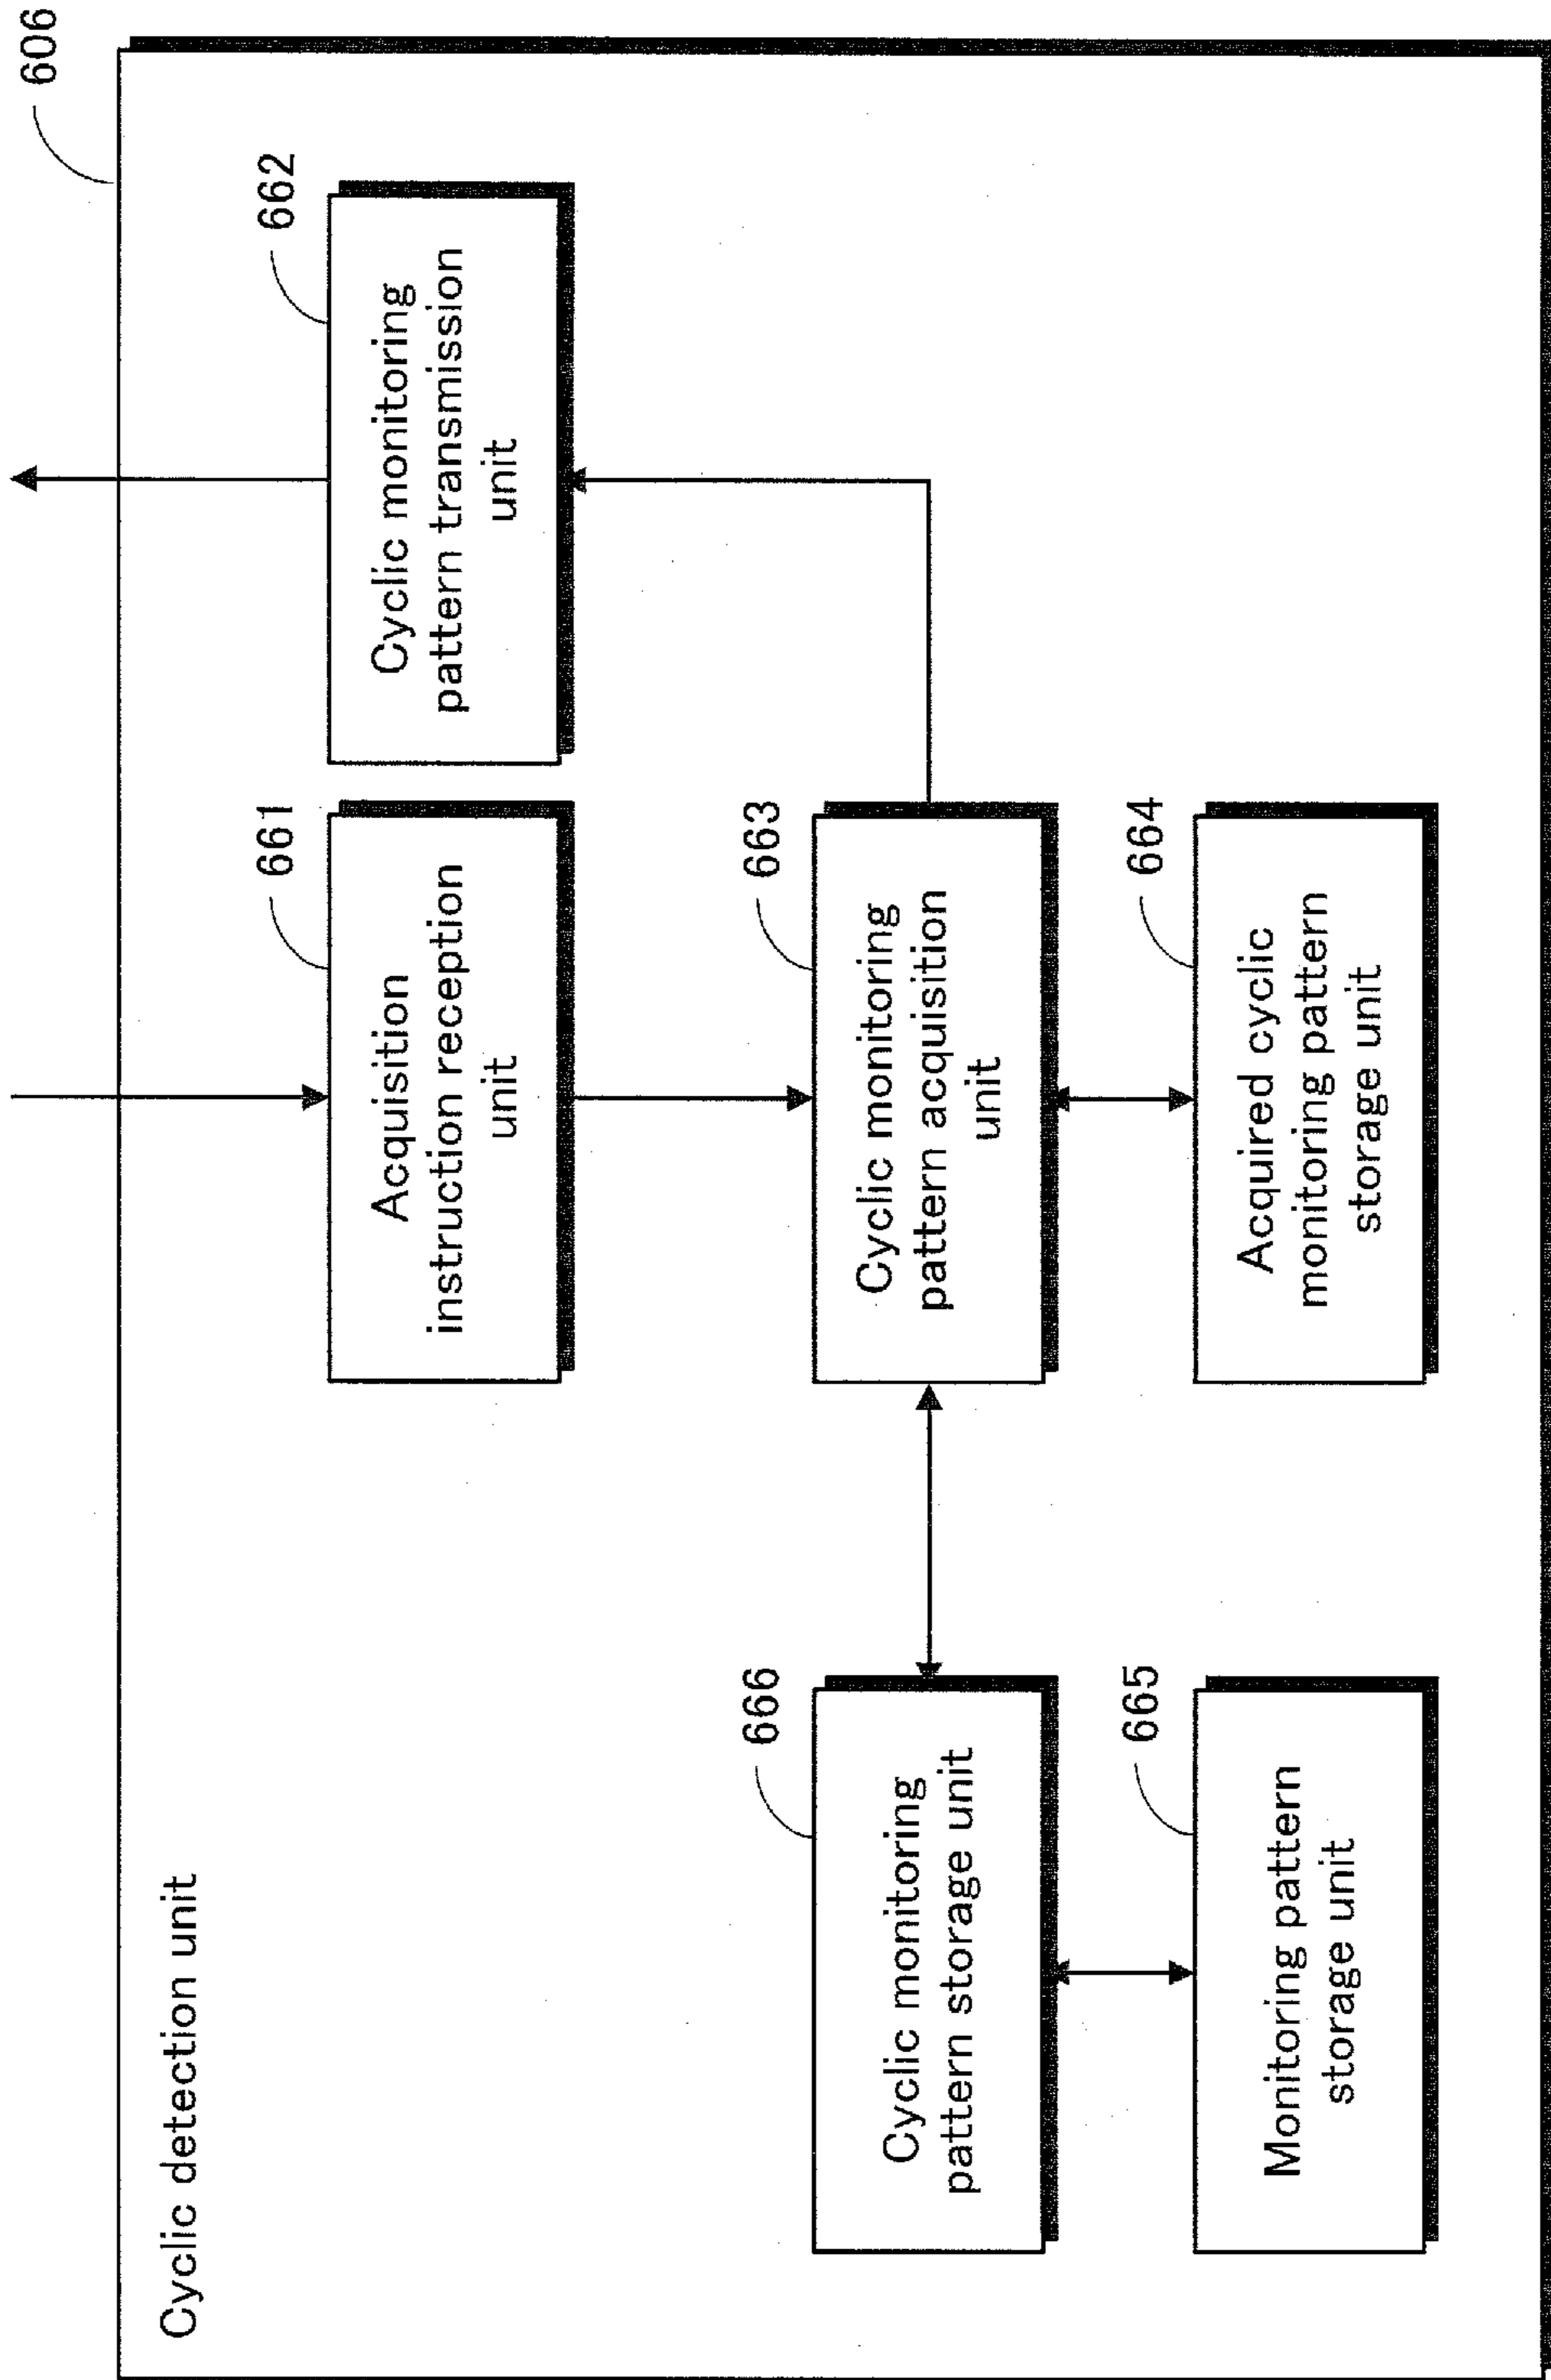 606
Cyclic detection unit
661
Acquisition
instruction reception
unit
662
Cyclic monitoring
pattern transmission
unit
666
Cyclic monitoring
pattern storage unit
663
Cyclic monitoring
pattern acquisition
unit
665
Monitoring pattern
storage unit
664
Acquired cyclic
monitoring pattern
storage unit